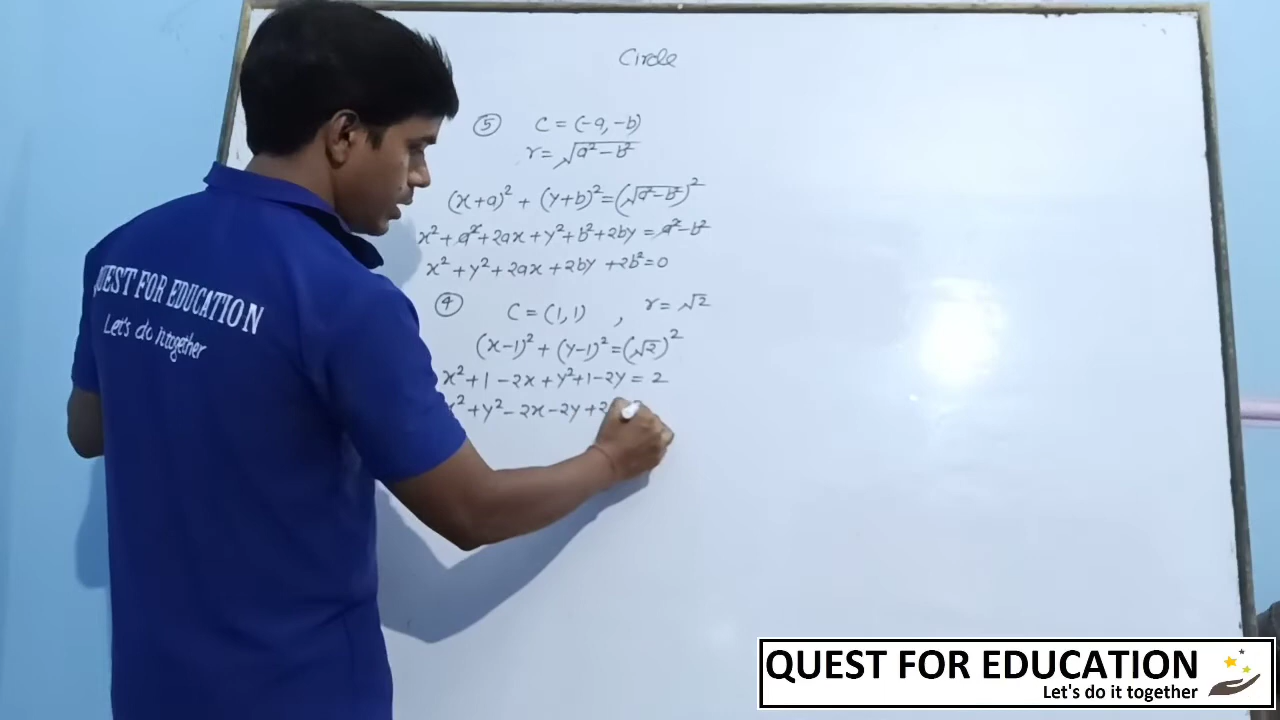 Circle
⑤ C = (-a, -b)
r = √(a² - b²)
(x+a)² + (y+b)² = (√(a²-b²))²
x² + a² + 2ax + y² + b² + 2by = a² - b²
x² + y² + 2ax + 2by + 2b² = 0
④ C = (1, 1) , r = √2
(x-1)² + (y-1)² = (√2)²
x² + 1 - 2x + y² + 1 - 2y = 2
x² + y² - 2x - 2y + 2
QUEST FOR EDUCATION
Let's do it together
QUEST FOR EDUCATION
Let's do it together